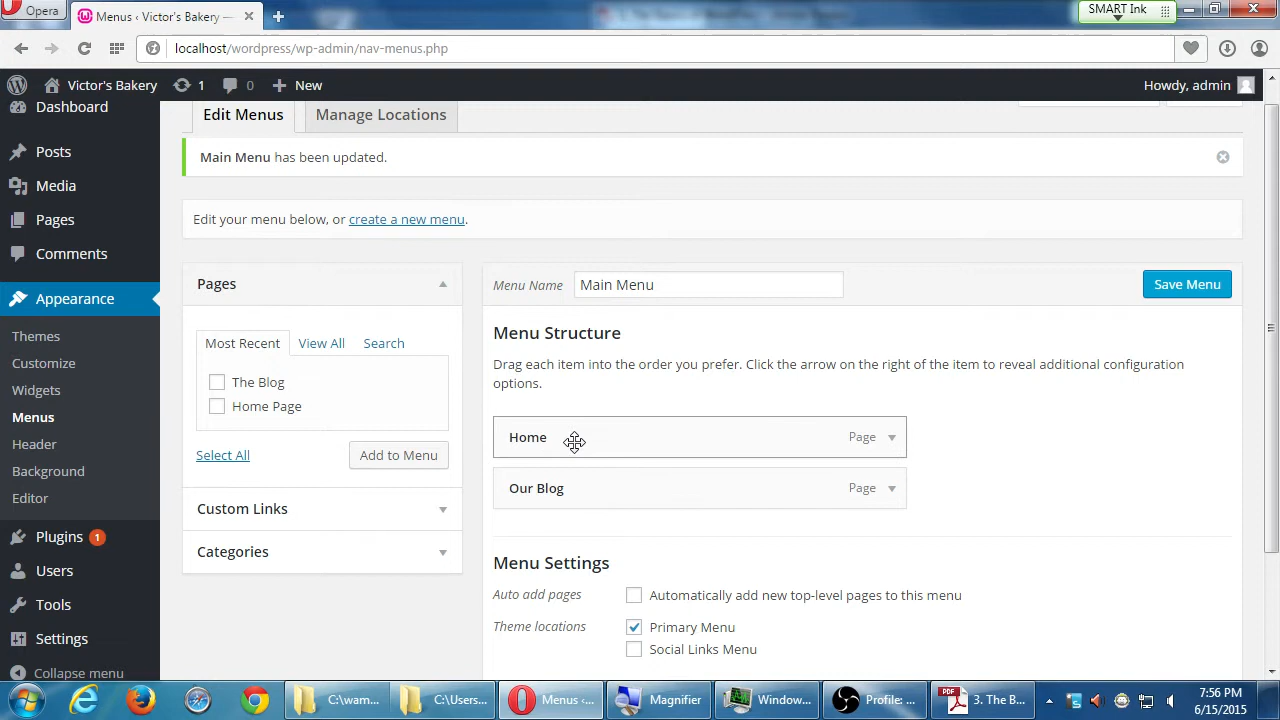 Opera
Menus ‹ Victor's Bakery —
SMART Ink
localhost/wordpress/wp-admin/nav-menus.php
Victor's Bakery
1
0
New
Howdy, admin
Dashboard
Posts
Media
Pages
Comments
Appearance
Themes
Customize
Widgets
Menus
Header
Background
Editor
Plugins 1
Users
Tools
Settings
Collapse menu
Edit Menus
Manage Locations
Main Menu has been updated.
Edit your menu below, or create a new menu.
Pages
Most Recent
View All
Search
The Blog
Home Page
Select All
Add to Menu
Custom Links
Categories
Menu Name
Main Menu
Save Menu
Menu Structure
Drag each item into the order you prefer. Click the arrow on the right of the item to reveal additional configuration
options.
Home
Page
Our Blog
Page
Menu Settings
Auto add pages
Automatically add new top-level pages to this menu
Theme locations
Primary Menu
Social Links Menu
C:\wam...
C:\Users...
Menus ‹...
Magnifier
Window...
Profile: ...
3. The B...
7:56 PM
6/15/2015